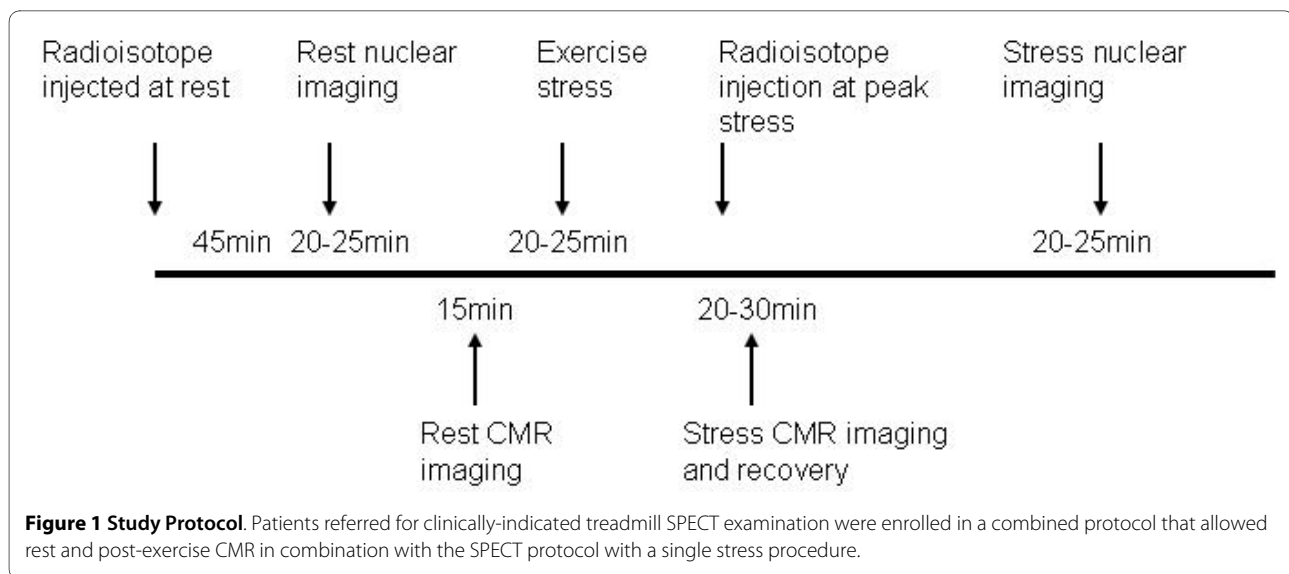 Radioisotope
injected at rest
Rest nuclear
imaging
Exercise
stress
Radioisotope
injection at peak
stress
Stress nuclear
imaging
45min 20-25min 20-25min 20-25min
15min 20-30min
Rest CMR
imaging
Stress CMR imaging
and recovery
Figure 1 Study Protocol. Patients referred for clinically-indicated treadmill SPECT examination were enrolled in a combined protocol that allowed
rest and post-exercise CMR in combination with the SPECT protocol with a single stress procedure.